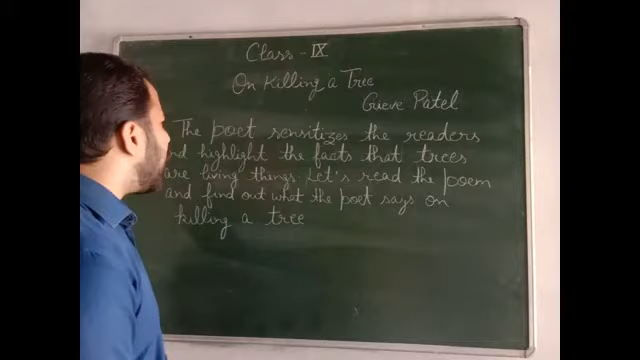 Class - IX
On Killing a Tree
Gueve Patel
The poet sensitizes the readers
nd highlight the facts that trees
are living things. Let's read the poem
and find out what the poet says on
killing a tree